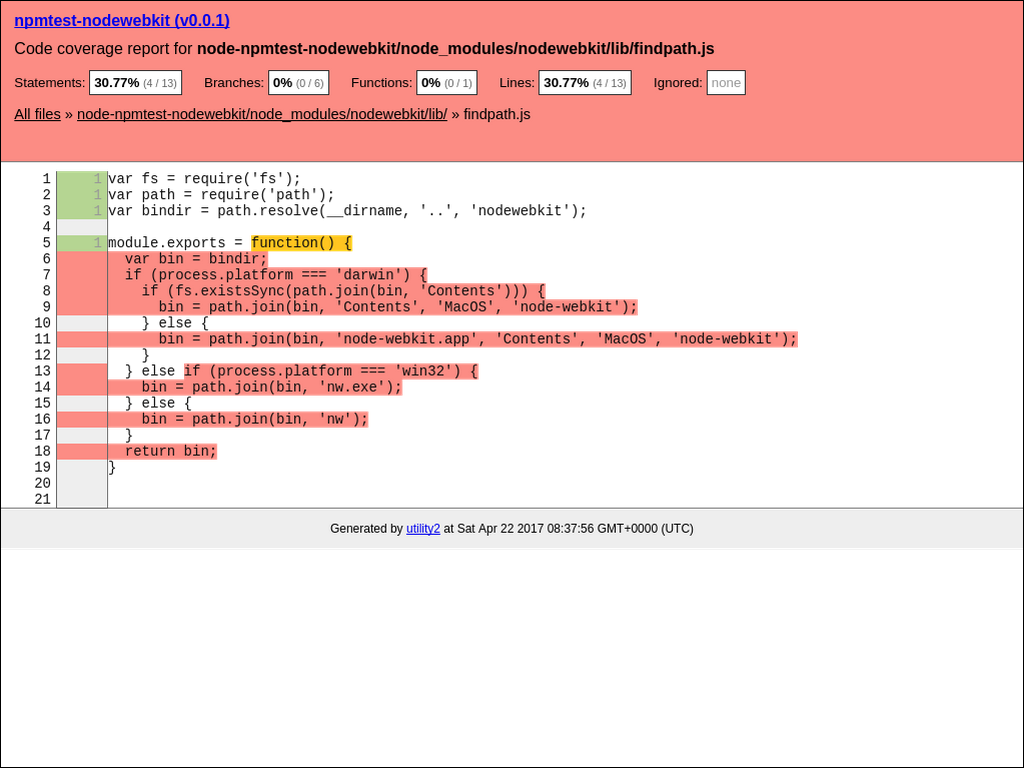 npmtest-nodewebkit (v0.0.1)
Code coverage report for node-npmtest-nodewebkit/node_modules/nodewebkit/lib/findpath.js
Statements: 30.77% (4 / 13) Branches: 0% (0 / 6) Functions: 0% (0 / 1) Lines: 30.77% (4 / 13) Ignored: none
All files » node-npmtest-nodewebkit/node_modules/nodewebkit/lib/ » findpath.js
1 1 var fs = require('fs');
2 1 var path = require('path');
3 1 var bindir = path.resolve(__dirname, '..', 'nodewebkit');
4
5 1 module.exports = function() {
6   var bin = bindir;
7   if (process.platform === 'darwin') {
8     if (fs.existsSync(path.join(bin, 'Contents'))) {
9       bin = path.join(bin, 'Contents', 'MacOS', 'node-webkit');
10     } else {
11       bin = path.join(bin, 'node-webkit.app', 'Contents', 'MacOS', 'node-webkit');
12     }
13   } else if (process.platform === 'win32') {
14     bin = path.join(bin, 'nw.exe');
15   } else {
16     bin = path.join(bin, 'nw');
17   }
18   return bin;
19 }
20
21
Generated by utility2 at Sat Apr 22 2017 08:37:56 GMT+0000 (UTC)